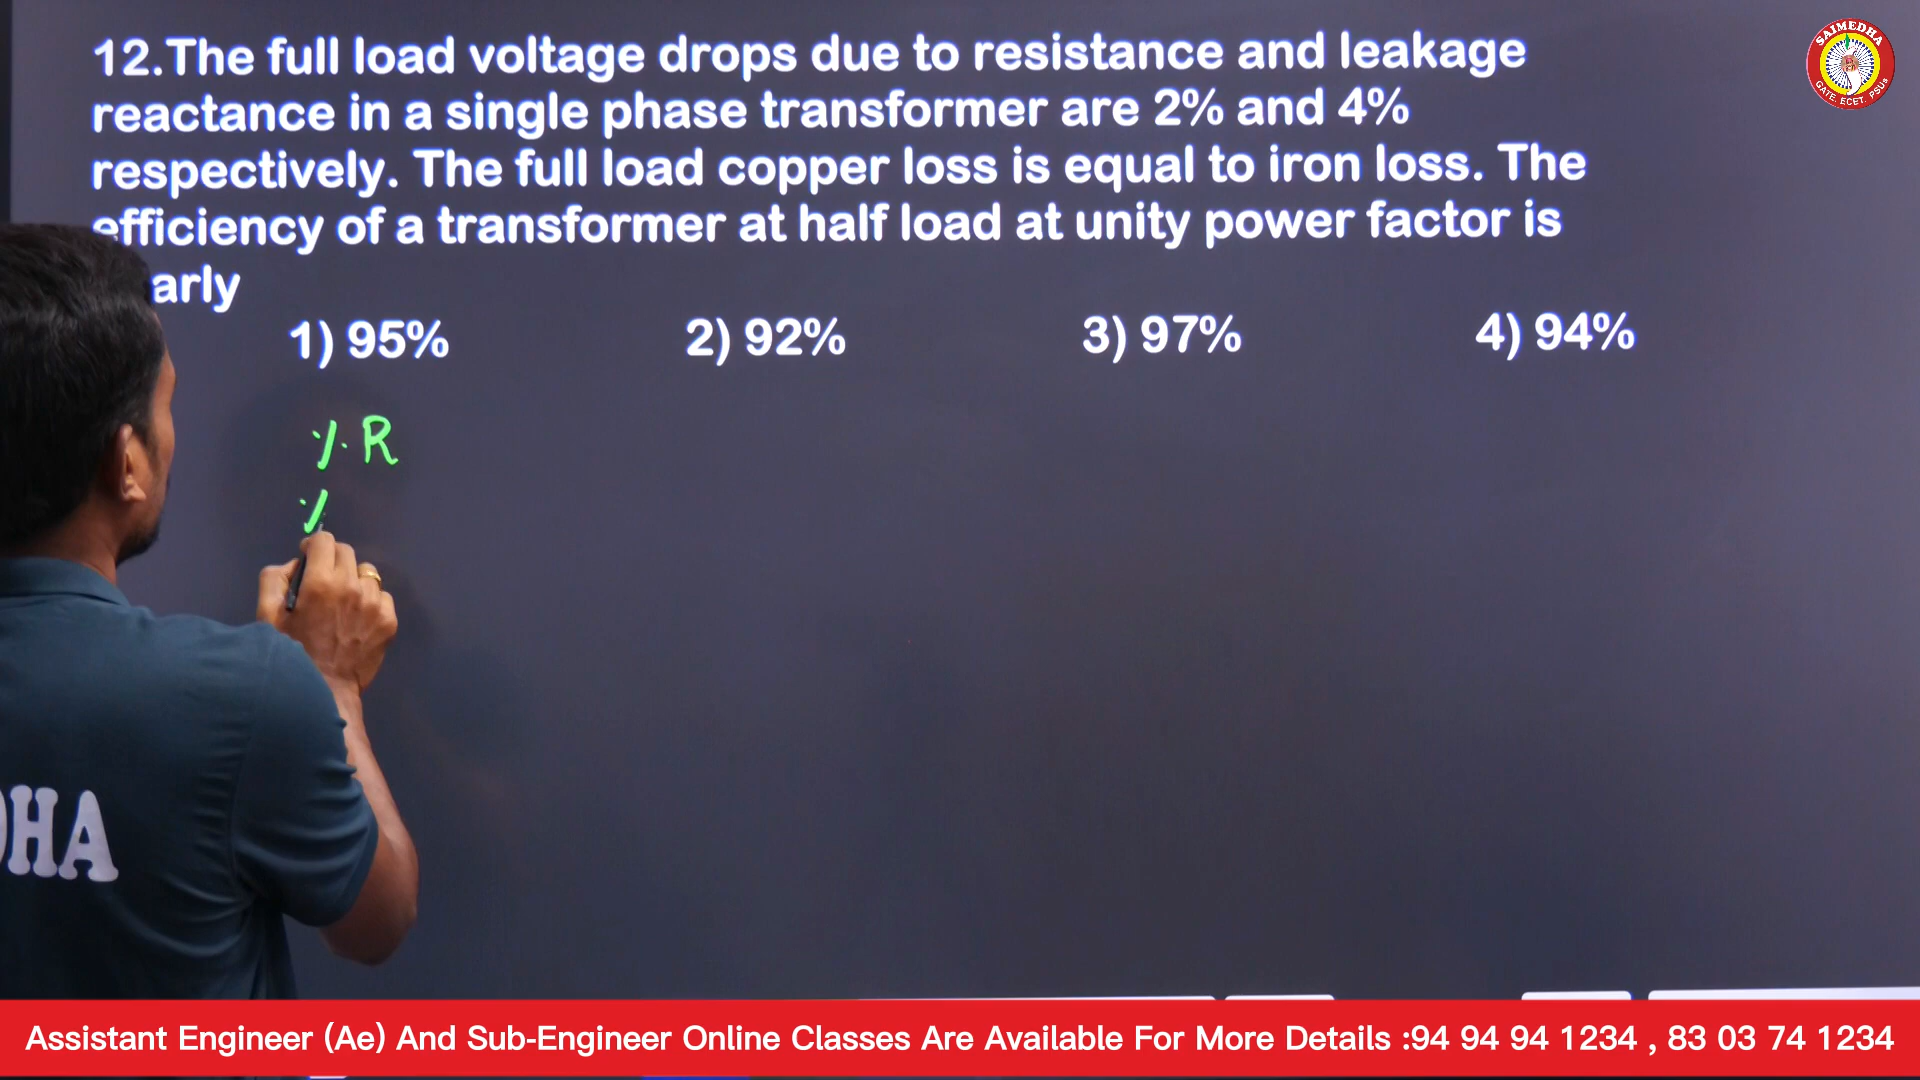 12.The full load voltage drops due to resistance and leakage
reactance in a single phase transformer are 2% and 4%
respectively. The full load copper loss is equal to iron loss. The
efficiency of a transformer at half load at unity power factor is
arly
1) 95% 2) 92% 3) 97% 4) 94%
% R
%
DHA
SAIMEDHA
GATE, ECET, PSUs
Assistant Engineer (Ae) And Sub-Engineer Online Classes Are Available For More Details :94 94 94 1234 , 83 03 74 1234